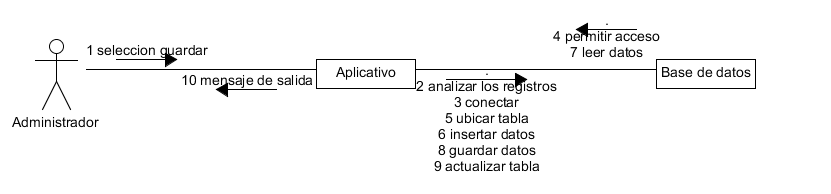 1 seleccion guardar
10 mensaje de salida
Administrador
Aplicativo
2 analizar los registros
3 conectar
5 ubicar tabla
6 insertar datos
8 guardar datos
9 actualizar tabla
4 permitir acceso
7 leer datos
Base de datos